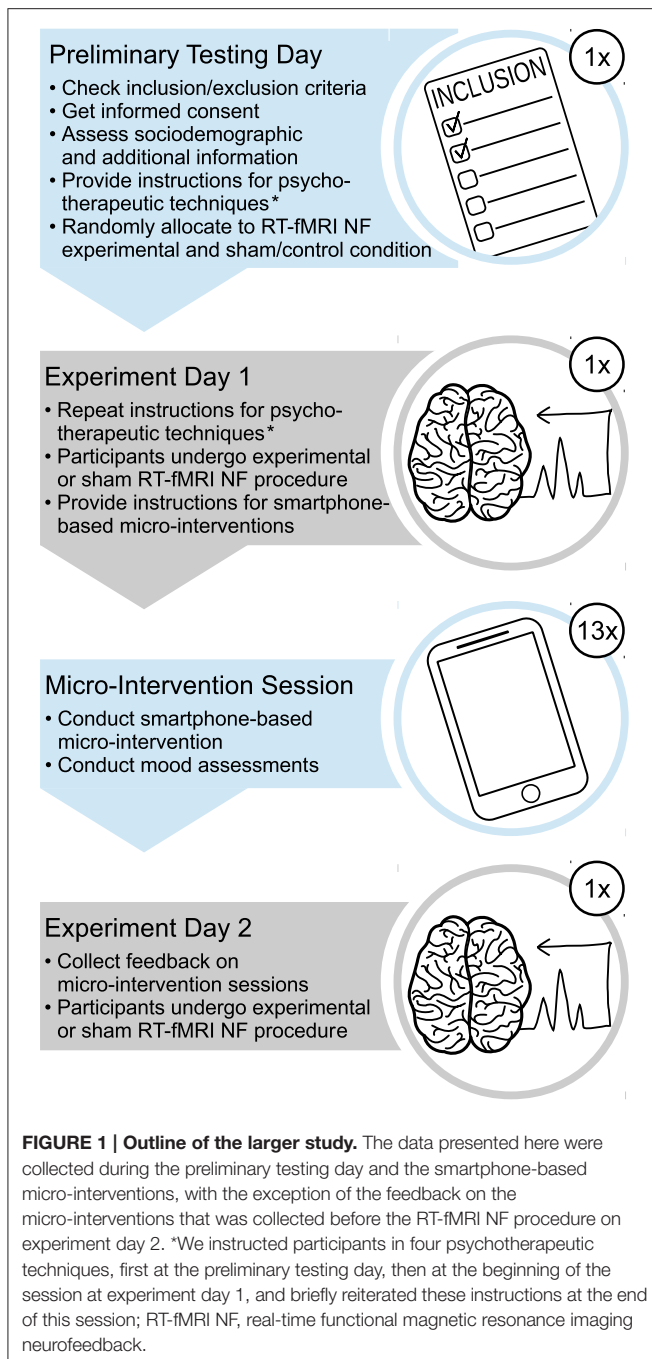 Preliminary Testing Day
1x
• Check inclusion/exclusion criteria
• Get informed consent
• Assess sociodemographic
and additional information
• Provide instructions for psycho-
therapeutic techniques*
• Randomly allocate to RT-fMRI NF
experimental and sham/control condition
INCLUSION
Experiment Day 1
1x
• Repeat instructions for psycho-
therapeutic techniques*
• Participants undergo experimental
or sham RT-fMRI NF procedure
• Provide instructions for smartphone-
based micro-interventions
13x
Micro-Intervention Session
• Conduct smartphone-based
micro-intervention
• Conduct mood assessments
1x
Experiment Day 2
• Collect feedback on
micro-intervention sessions
• Participants undergo experimental
or sham RT-fMRI NF procedure
FIGURE 1 | Outline of the larger study. The data presented here were
collected during the preliminary testing day and the smartphone-based
micro-interventions, with the exception of the feedback on the
micro-interventions that was collected before the RT-fMRI NF procedure on
experiment day 2. *We instructed participants in four psychotherapeutic
techniques, first at the preliminary testing day, then at the beginning of the
session at experiment day 1, and briefly reiterated these instructions at the end
of this session; RT-fMRI NF, real-time functional magnetic resonance imaging
neurofeedback.